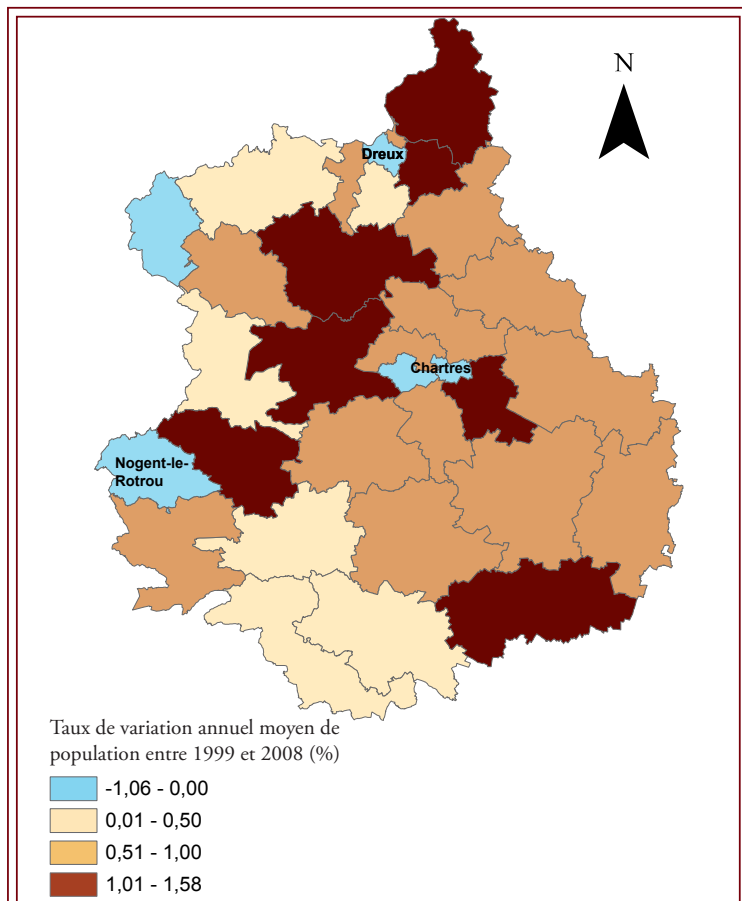 N
Dreux
Chartres
Nogent-le-
Rotrou
Taux de variation annuel moyen de
population entre 1999 et 2008 (%)
-1,06 - 0,00
0,01 - 0,50
0,51 - 1,00
1,01 - 1,58